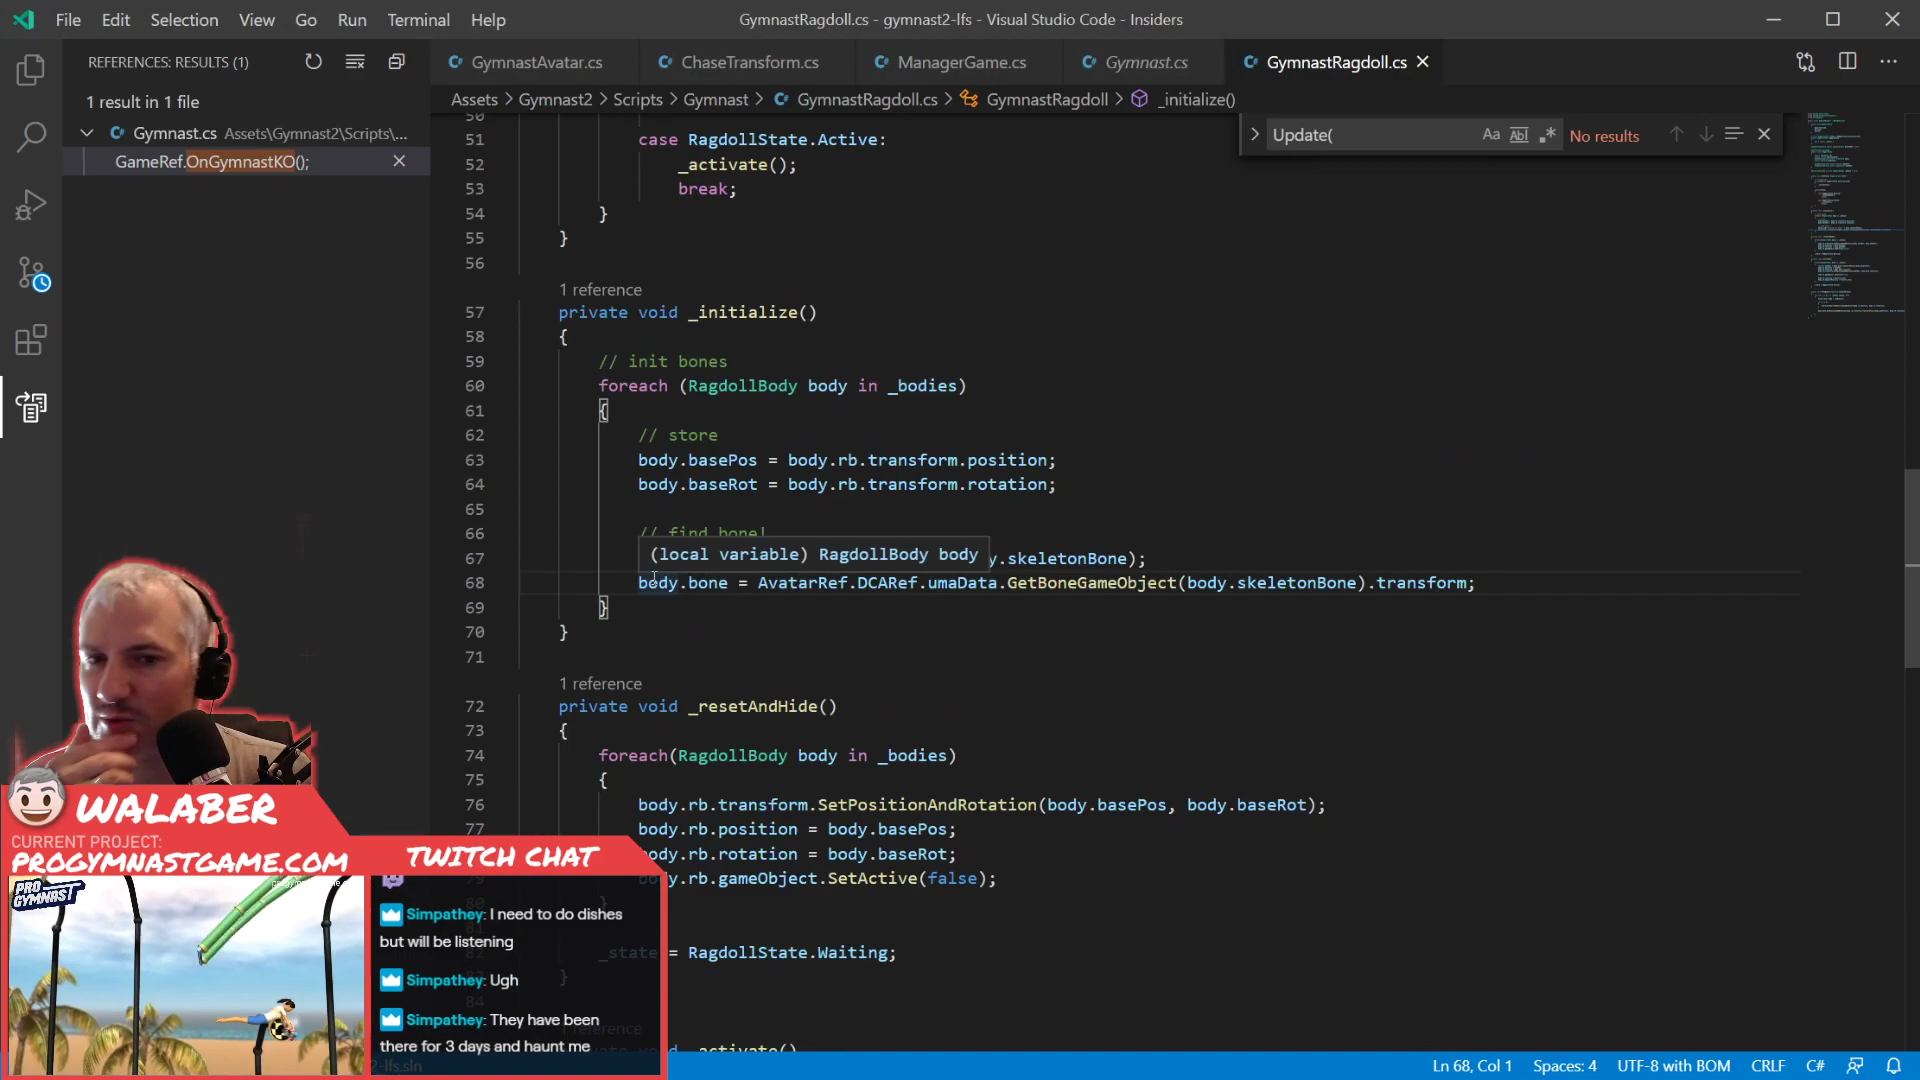 File Edit Selection View Go Run Terminal Help
GymnastRagdoll.cs - gymnast2-lfs - Visual Studio Code - Insiders
REFERENCES: RESULTS (1)
GymnastAvatar.cs
ChaseTransform.cs
ManagerGame.cs
Gymnast.cs
GymnastRagdoll.cs
1 result in 1 file
Gymnast.cs Assets\Gymnast2\Scripts\...
GameRef.OnGymnastKO();
Assets > Gymnast2 > Scripts > Gymnast > GymnastRagdoll.cs > GymnastRagdoll > _initialize()
Update(
Aa
No results
50
51 case RagdollState.Active:
52 _activate();
53 break;
54 }
55 }
56
1 reference
57 private void _initialize()
58 {
59 // init bones
60 foreach (RagdollBody body in _bodies)
61 {
62 // store
63 body.basePos = body.rb.transform.position;
64 body.baseRot = body.rb.transform.rotation;
65
66 // find bone!
(local variable) RagdollBody body
67 y.skeletonBone);
68 body.bone = AvatarRef.DCARef.umaData.GetBoneGameObject(body.skeletonBone).transform;
69 }
70 }
71
1 reference
72 private void _resetAndHide()
73 {
74 foreach(RagdollBody body in _bodies)
75 {
76 body.rb.transform.SetPositionAndRotation(body.basePos, body.baseRot);
77 body.rb.position = body.basePos;
78 body.rb.rotation = body.baseRot;
body.rb.gameObject.SetActive(false);
}
_state = RagdollState.Waiting;
}
84
reference
_activate()
WALABER
CURRENT PROJECT:
PROGYMNASTGAME.COM
TWITCH CHAT
PRO GYMNAST
Simpathey: I need to do dishes
but will be listening
Simpathey: Ugh
Simpathey: They have been
there for 3 days and haunt me
2-lfs.sln
Ln 68, Col 1 Spaces: 4 UTF-8 with BOM CRLF C#